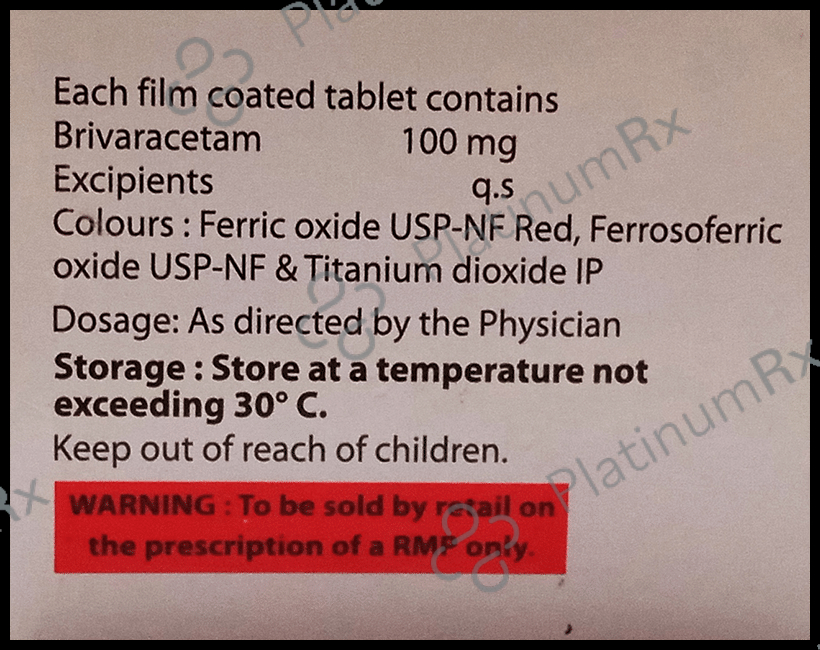 Each film coated tablet contains
Brivaracetam 100 mg
Excipients q.s
Colours : Ferric oxide USP-NF Red, Ferrosoferric
oxide USP-NF & Titanium dioxide IP
Dosage: As directed by the Physician
Storage : Store at a temperature not
exceeding 30° C.
Keep out of reach of children.
WARNING : To be sold by retail on
the prescription of a RMP only.
PlatinumRx
PlatinumRx